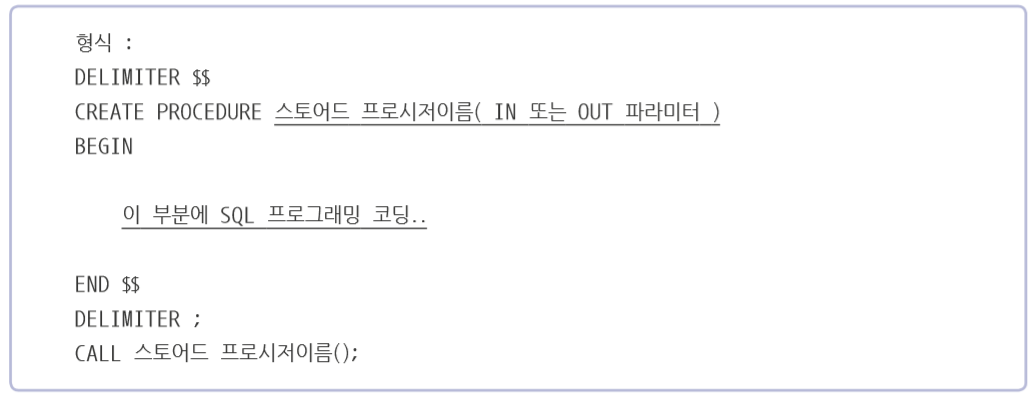 형식 :
DELIMITER $$
CREATE PROCEDURE 스토어드 프로시저이름( IN 또는 OUT 파라미터 )
BEGIN
이 부분에 SQL 프로그래밍 코딩..
END $$
DELIMITER ;
CALL 스토어드 프로시저이름();